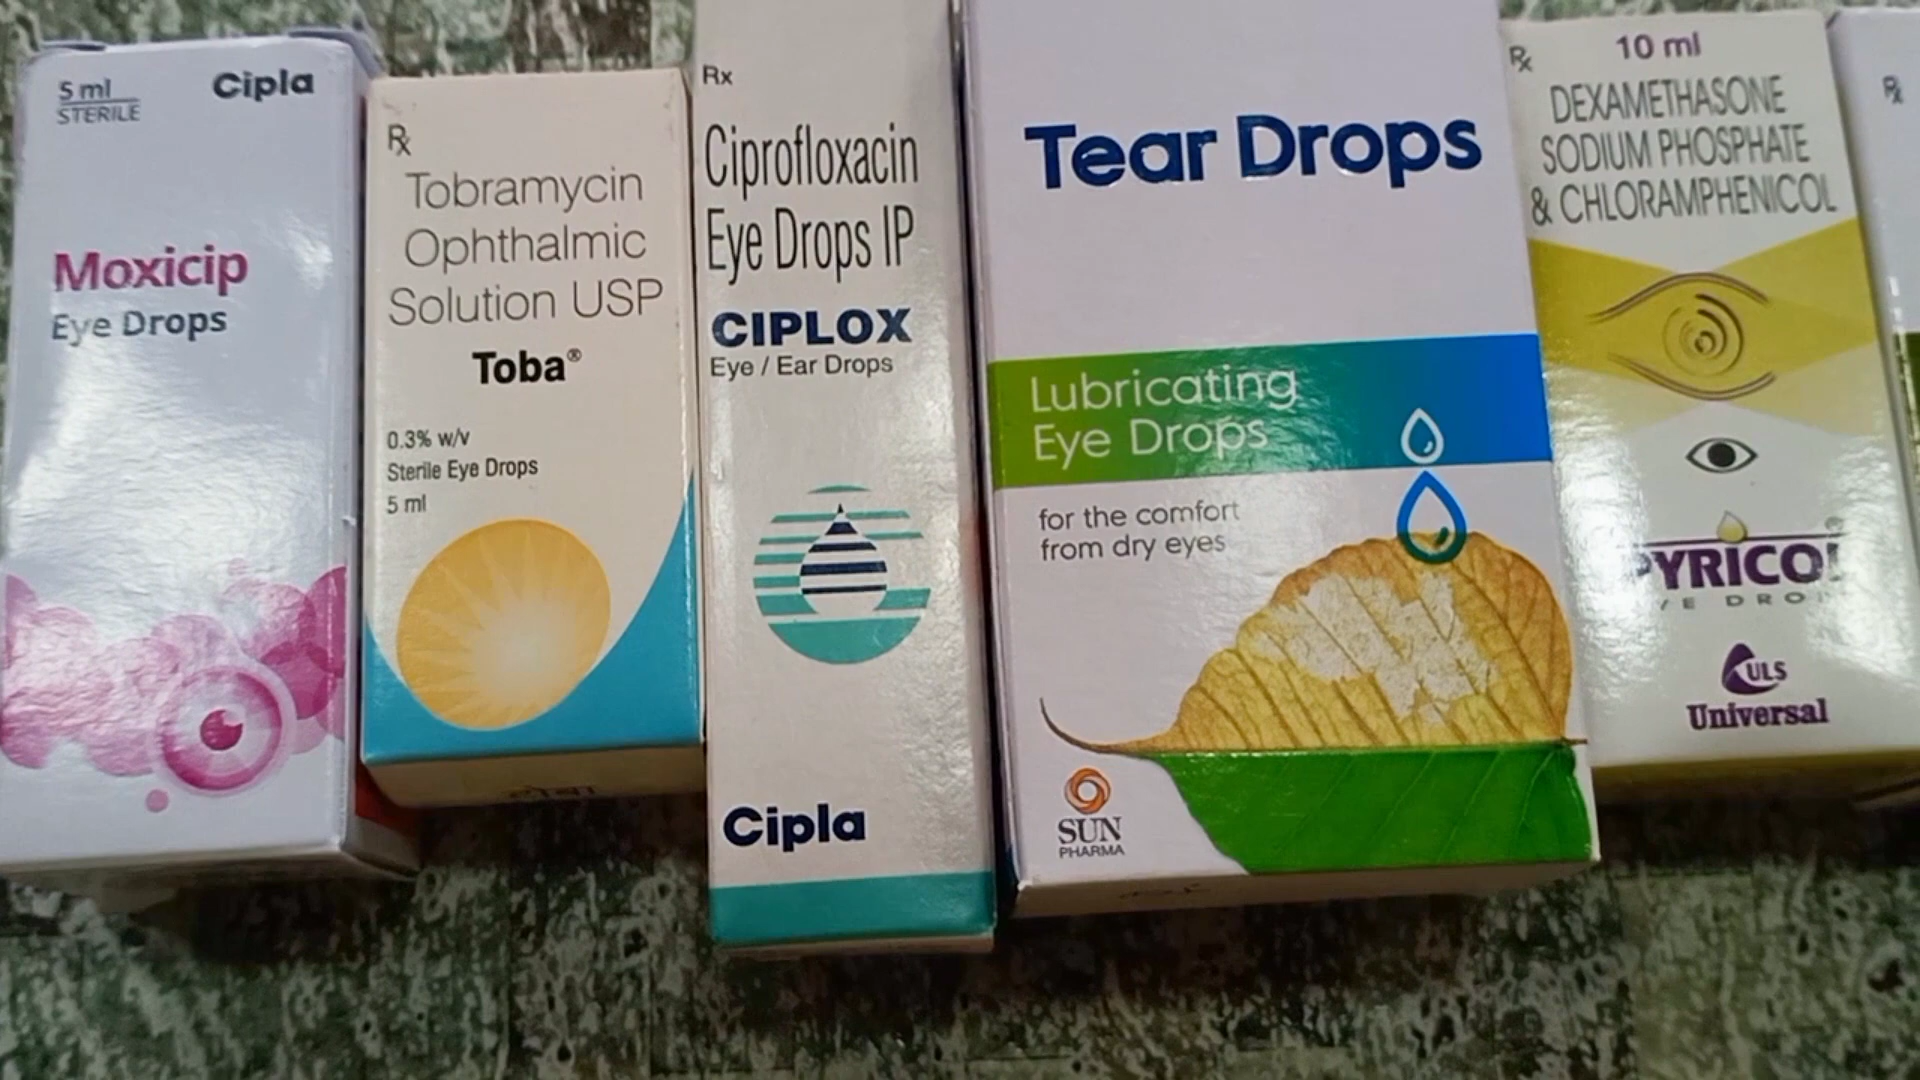 5 ml
STERILE
Cipla
Moxicip
Eye Drops
Rx
Tobramycin
Ophthalmic
Solution USP
Toba®
0.3% w/v
Sterile Eye Drops
5 ml
टोबा
Rx
Ciprofloxacin
Eye Drops IP
CIPLOX
Eye / Ear Drops
Cipla
Tear Drops
Lubricating
Eye Drops
for the comfort
from dry eyes
SUN
PHARMA
Rx
10 ml
DEXAMETHASONE
SODIUM PHOSPHATE
& CHLORAMPHENICOL
PYRICOL
ULS
Universal
Rx